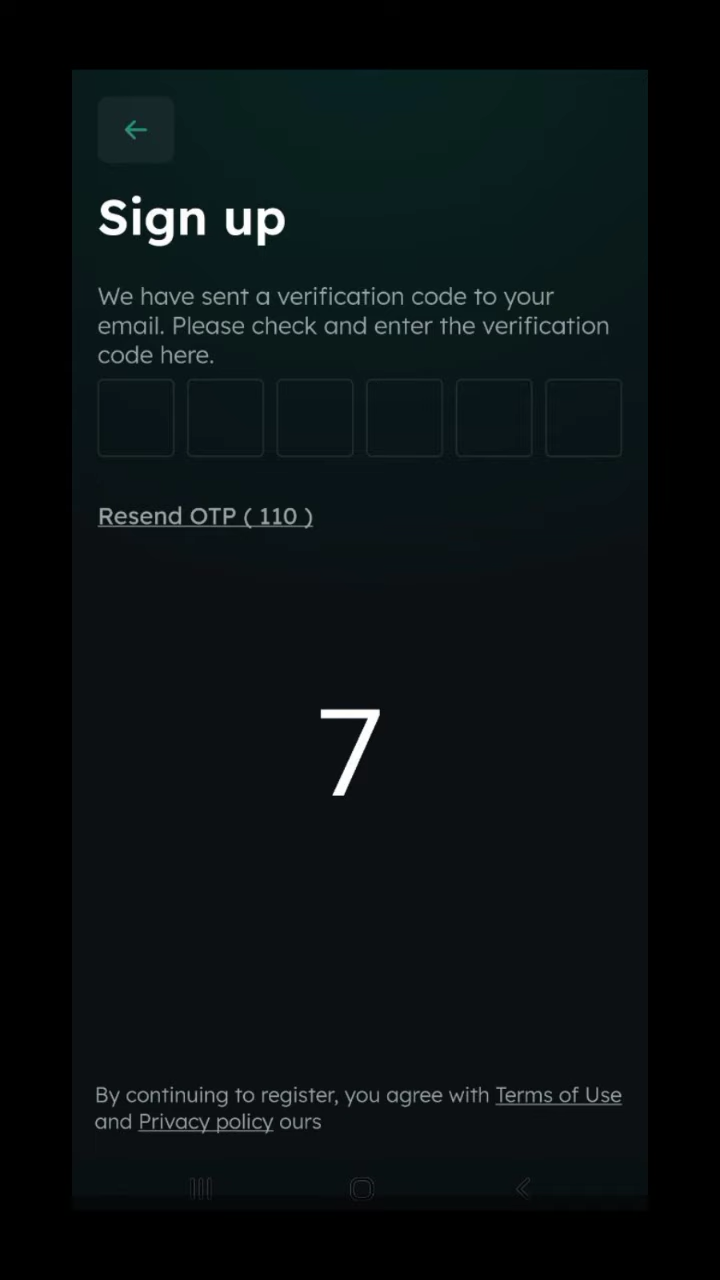 Sign up
We have sent a verification code to your
email. Please check and enter the verification
code here.
Resend OTP ( 110 )
7
By continuing to register, you agree with Terms of Use
and Privacy policy ours